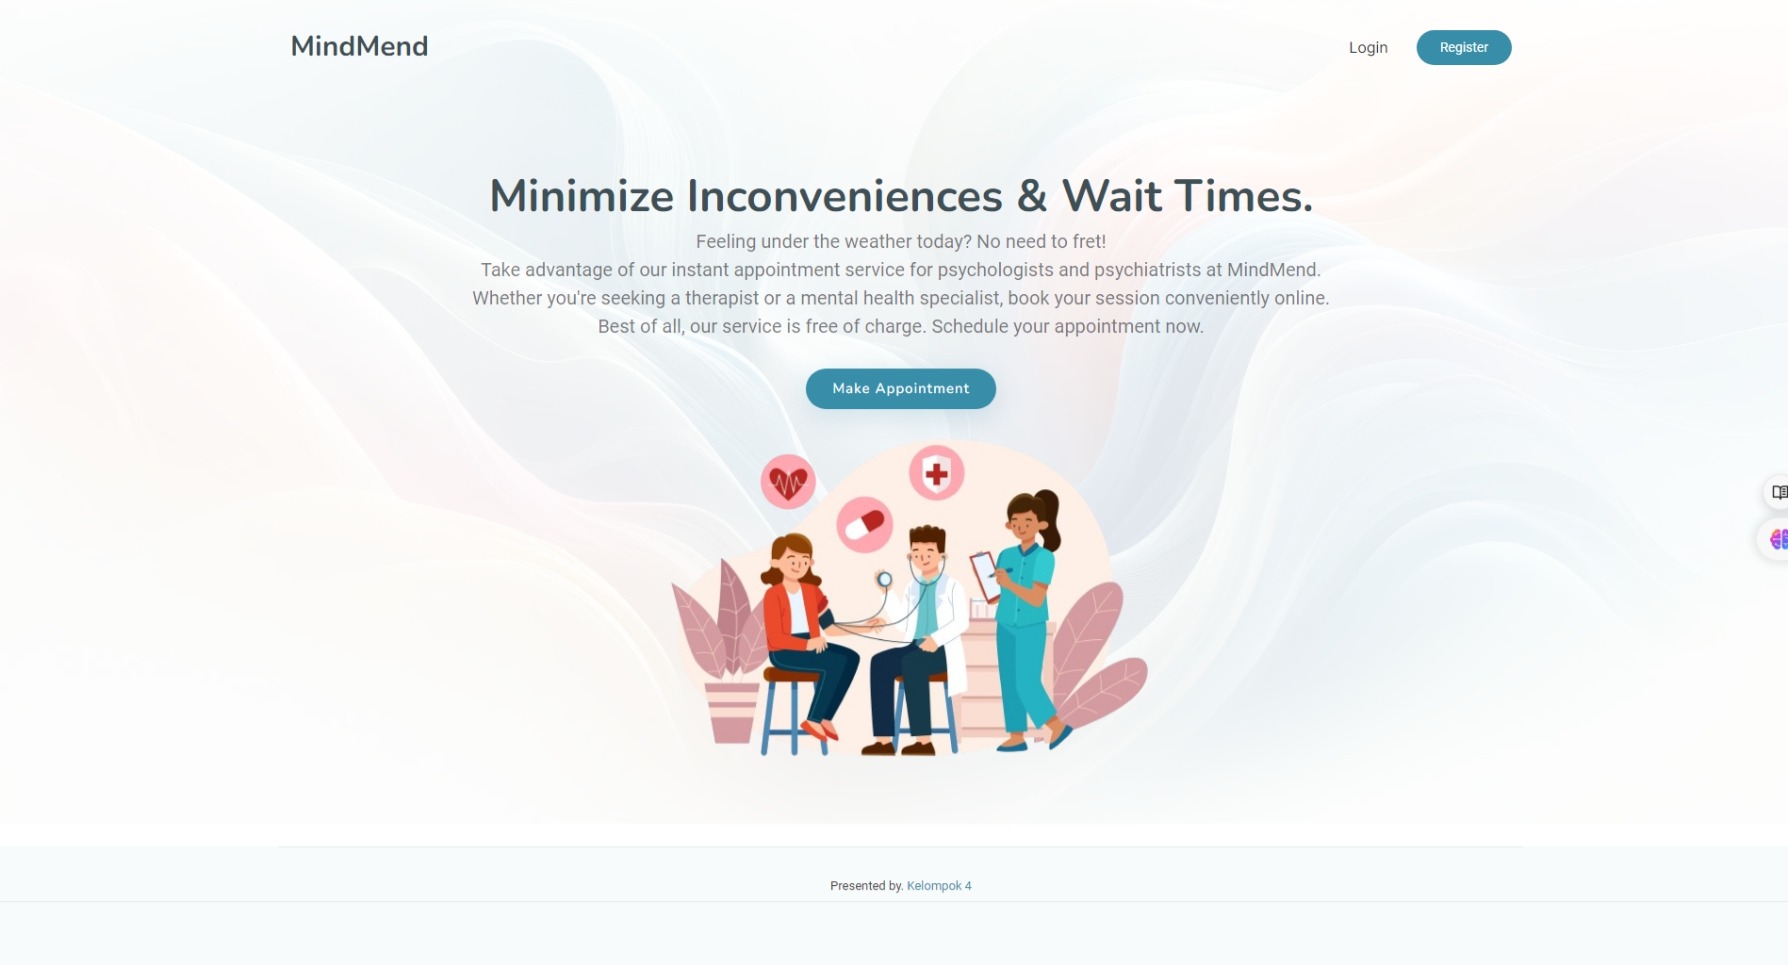 MindMend
Login
Register
Minimize Inconveniences & Wait Times.
Feeling under the weather today? No need to fret!
Take advantage of our instant appointment service for psychologists and psychiatrists at MindMend.
Whether you're seeking a therapist or a mental health specialist, book your session conveniently online.
Best of all, our service is free of charge. Schedule your appointment now.
Make Appointment
Presented by. Kelompok 4